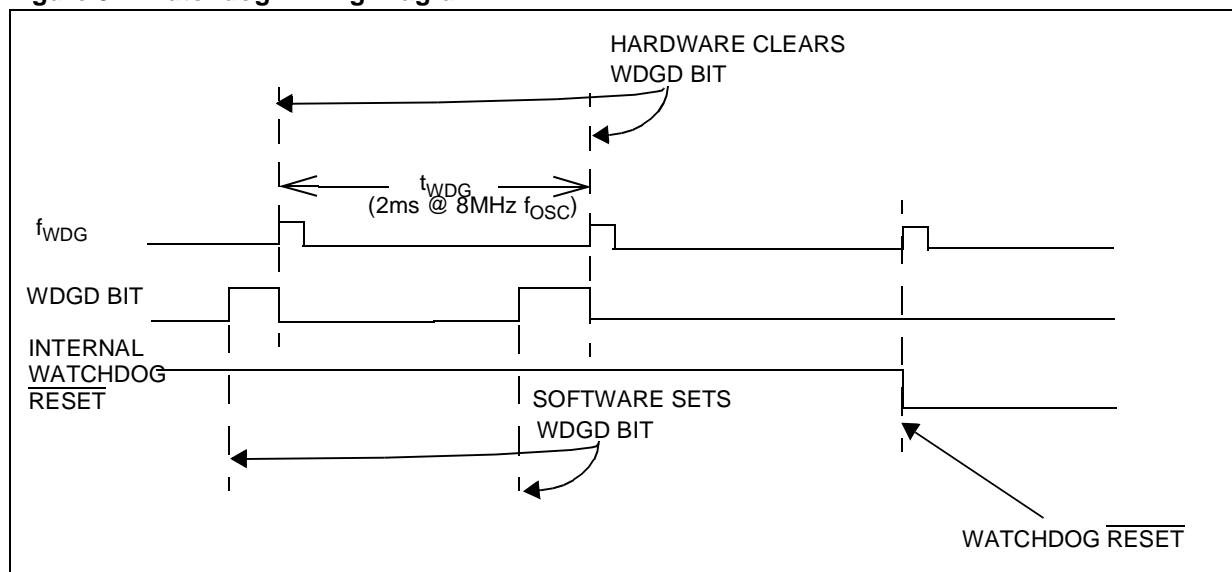 HARDWARE CLEARS
WDGD BIT
tWDG
(2ms @ 8MHz fOSC)
fWDG
WDGD BIT
INTERNAL
WATCHDOG
RESET
SOFTWARE SETS
WDGD BIT
WATCHDOG RESET